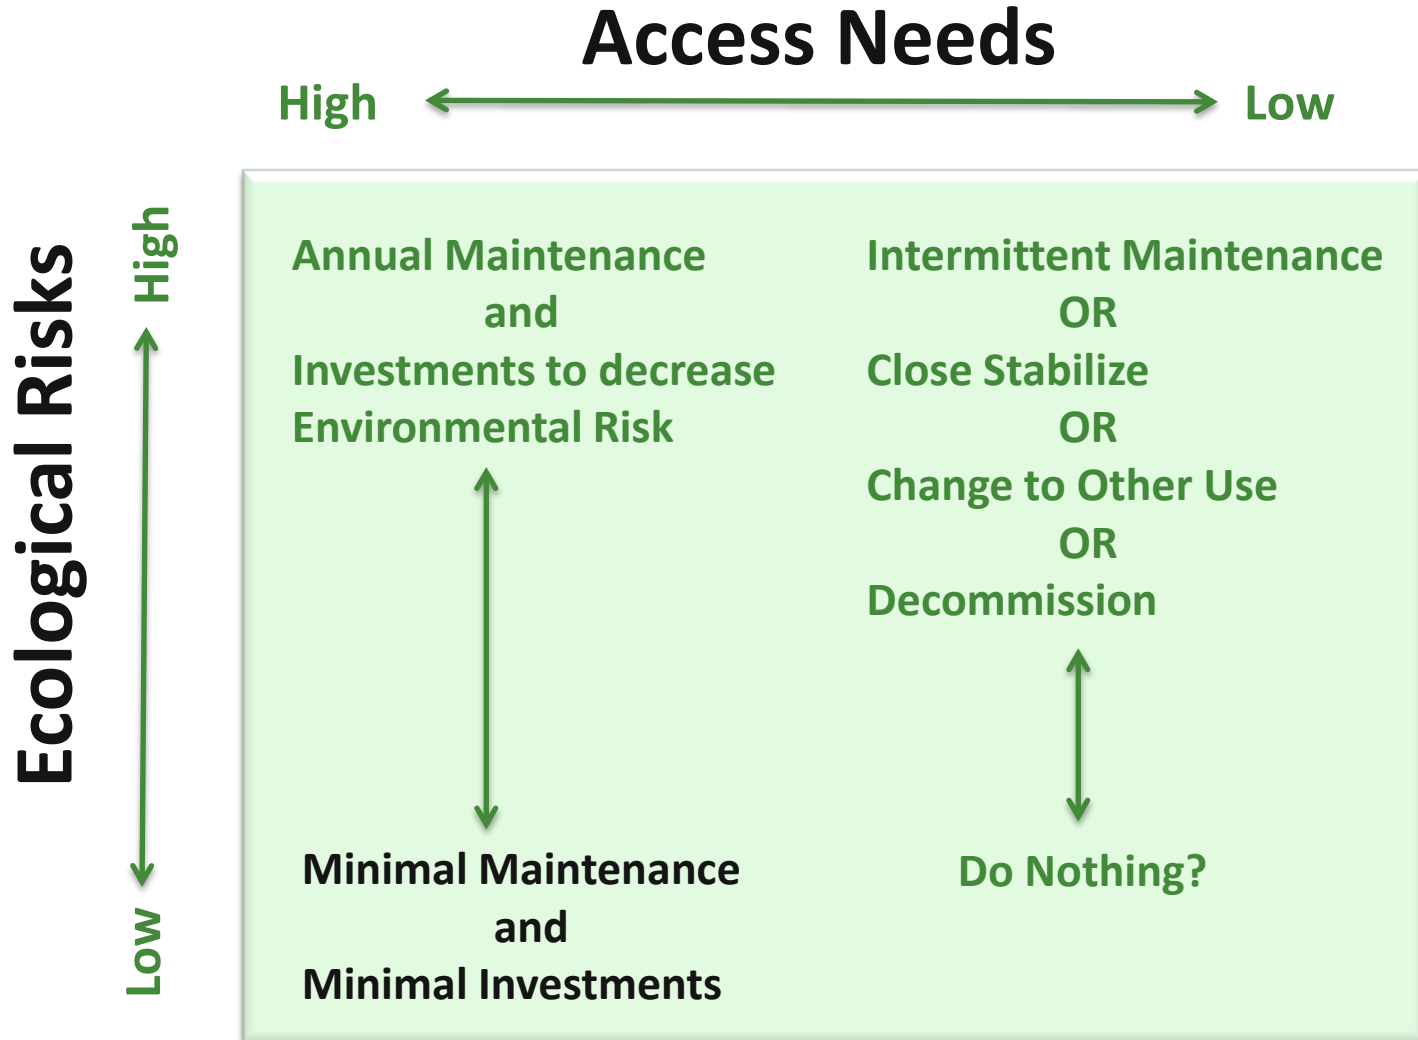 Access Needs
High
Low
Ecological Risks
High
Low
Annual Maintenance
and
Investments to decrease
Environmental Risk
Intermittent Maintenance
OR
Close Stabilize
OR
Change to Other Use
OR
Decommission
Minimal Maintenance
and
Minimal Investments
Do Nothing?